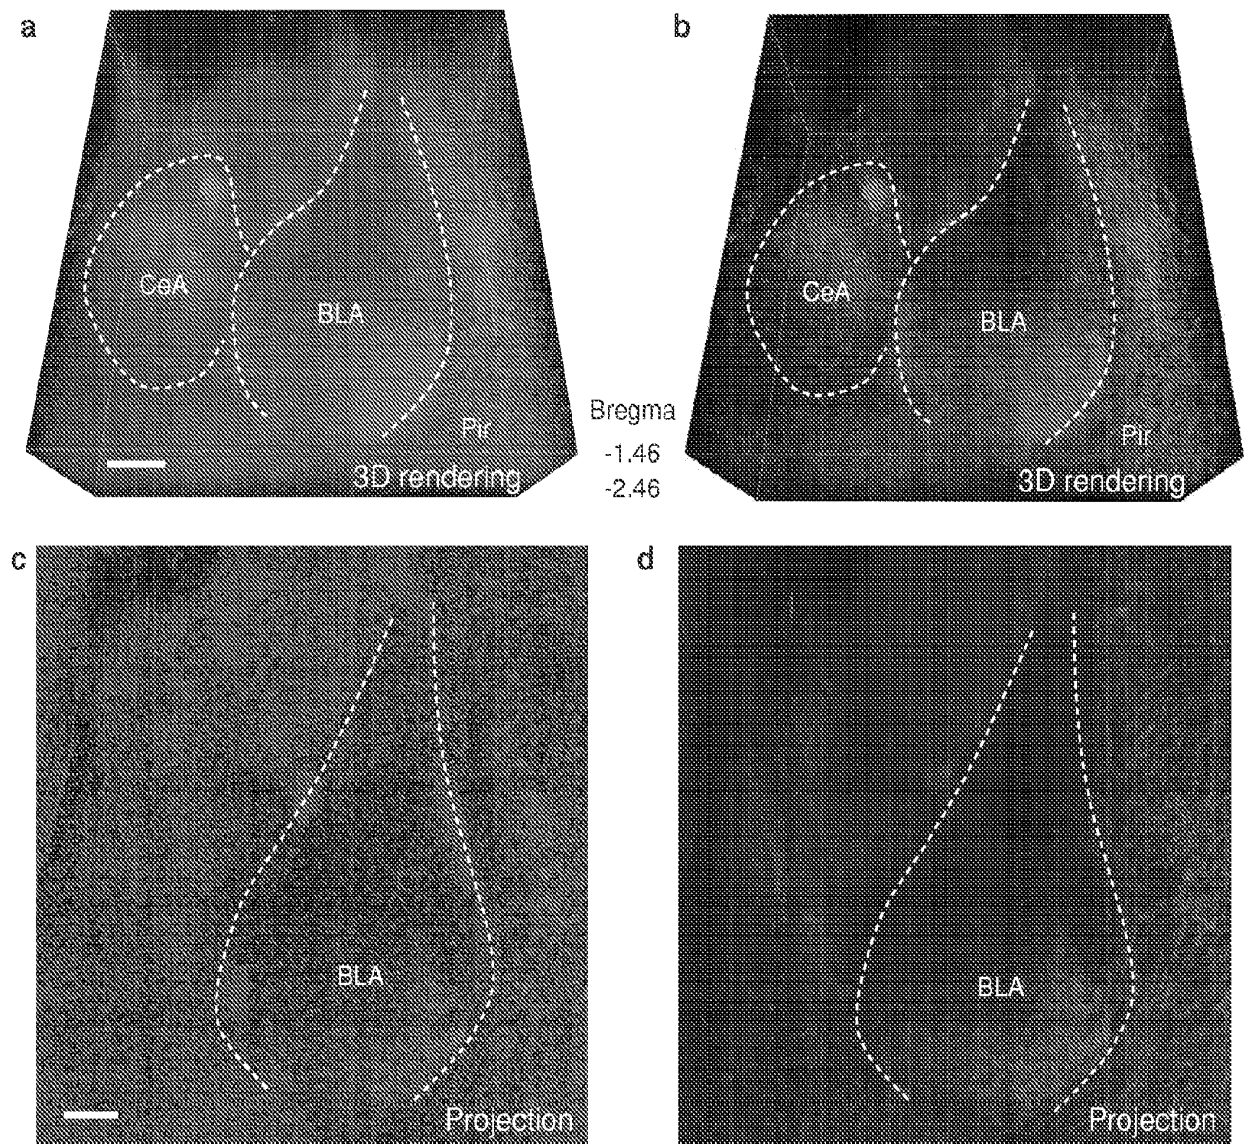 a
b
CeA
BLA
Pir
3D rendering
Bregma
-1.46
-2.46
CeA
BLA
Pir
3D rendering
c
d
BLA
Projection
BLA
Projection